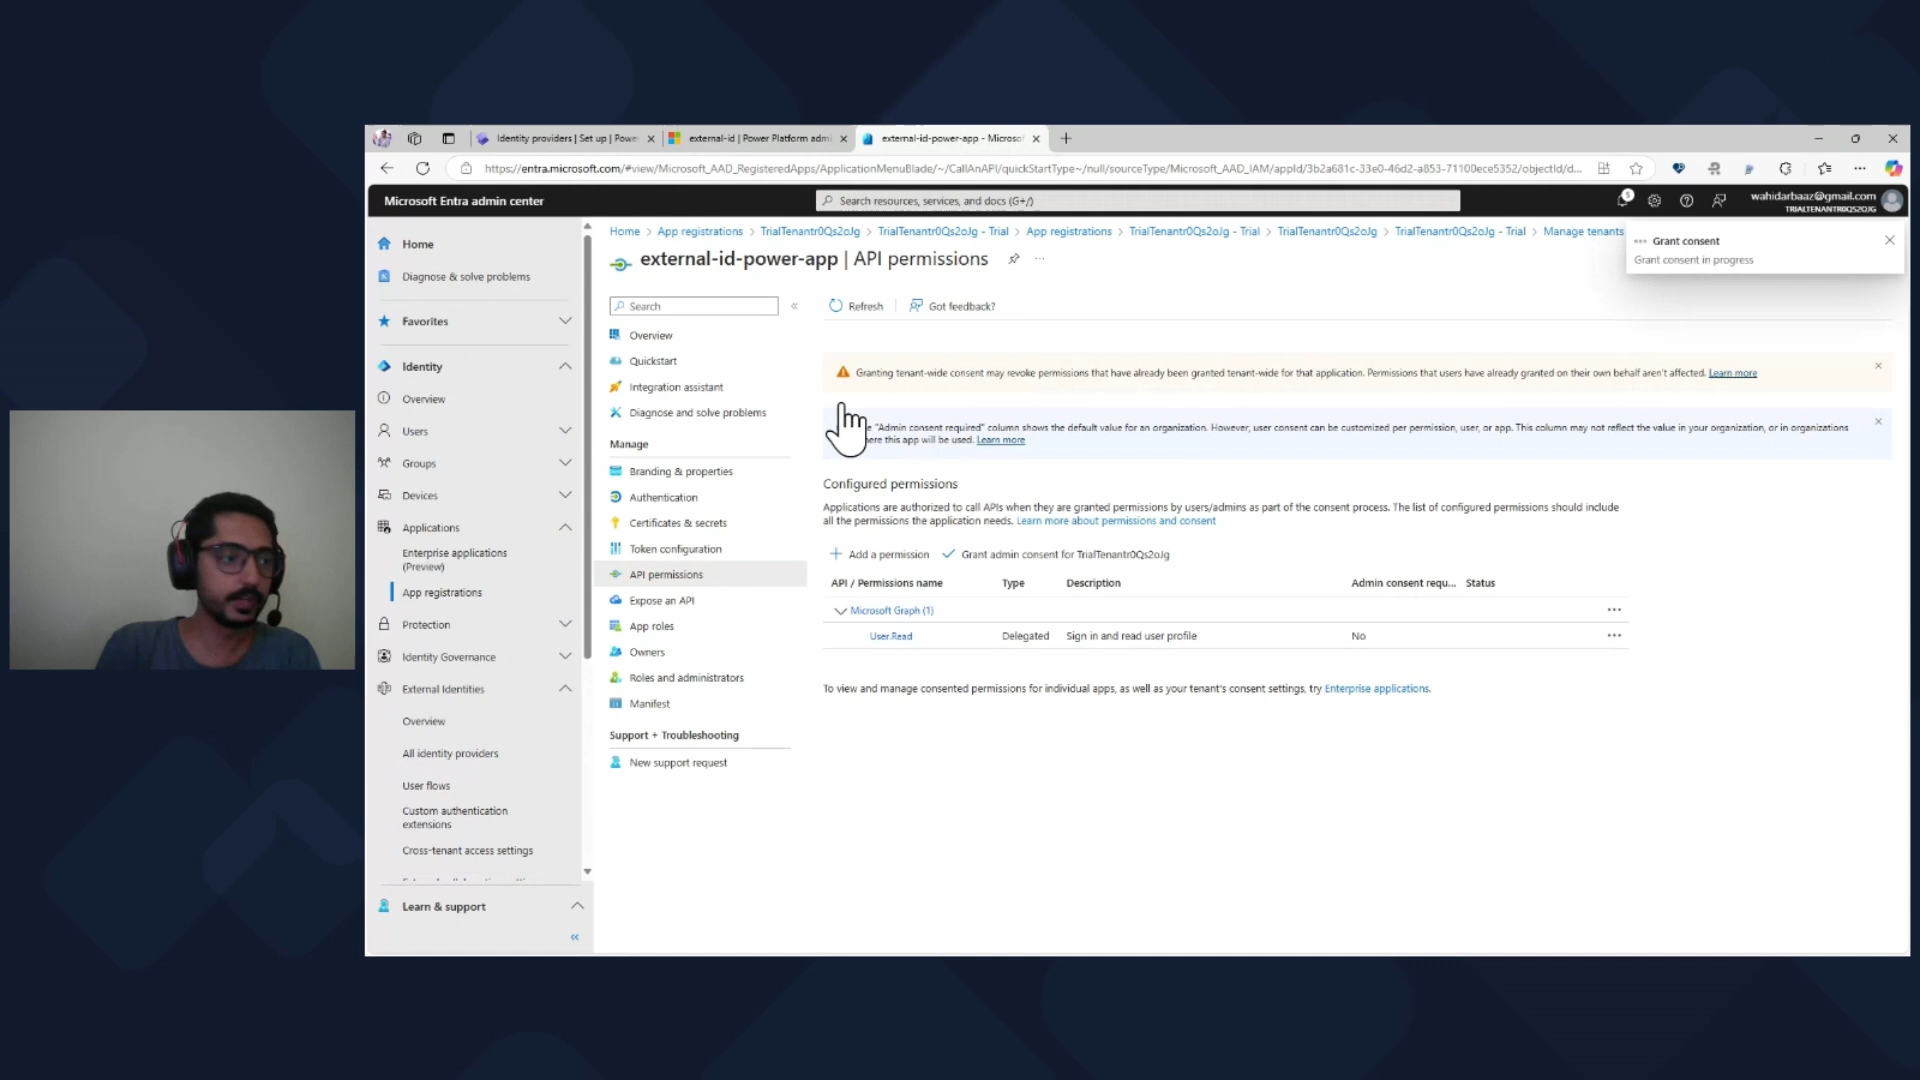 Identity providers | Set up | Power
external-id | Power Platform admi
external-id-power-app - Microsof
https://entra.microsoft.com/#view/Microsoft_AAD_RegisteredApps/ApplicationMenuBlade/~/CallAnAPI/quickStartType~/null/sourceType/Microsoft_AAD_IAM/appId/3b2a681c-33e0-46d2-a853-71100ece5352/objectId/d...
Microsoft Entra admin center
Search resources, services, and docs (G+/)
5
wahidarbaaz@gmail.com
TRIALTENANTR0QS2OJG
Home
Diagnose & solve problems
Favorites
Identity
Overview
Users
Groups
Devices
Applications
Enterprise applications
(Preview)
App registrations
Protection
Identity Governance
External Identities
Overview
All identity providers
User flows
Custom authentication
extensions
Cross-tenant access settings
Learn & support
Home > App registrations > TrialTenantr0Qs2oJg > TrialTenantr0Qs2oJg - Trial > App registrations > TrialTenantr0Qs2oJg - Trial > TrialTenantr0Qs2oJg > TrialTenantr0Qs2oJg - Trial > Manage tenants
external-id-power-app | API permissions
Grant consent
Grant consent in progress
Search
Overview
Quickstart
Integration assistant
Diagnose and solve problems
Manage
Branding & properties
Authentication
Certificates & secrets
Token configuration
API permissions
Expose an API
App roles
Owners
Roles and administrators
Manifest
Support + Troubleshooting
New support request
Refresh
Got feedback?
Granting tenant-wide consent may revoke permissions that have already been granted tenant-wide for that application. Permissions that users have already granted on their own behalf aren't affected. Learn more
"Admin consent required" column shows the default value for an organization. However, user consent can be customized per permission, user, or app. This column may not reflect the value in your organization, or in organizations
this app will be used. Learn more
Configured permissions
Applications are authorized to call APIs when they are granted permissions by users/admins as part of the consent process. The list of configured permissions should include
all the permissions the application needs. Learn more about permissions and consent
Add a permission
Grant admin consent for TrialTenantr0Qs2oJg
API / Permissions name Type Description Admin consent requ... Status
Microsoft Graph (1)
User.Read Delegated Sign in and read user profile No
To view and manage consented permissions for individual apps, as well as your tenant's consent settings, try Enterprise applications.